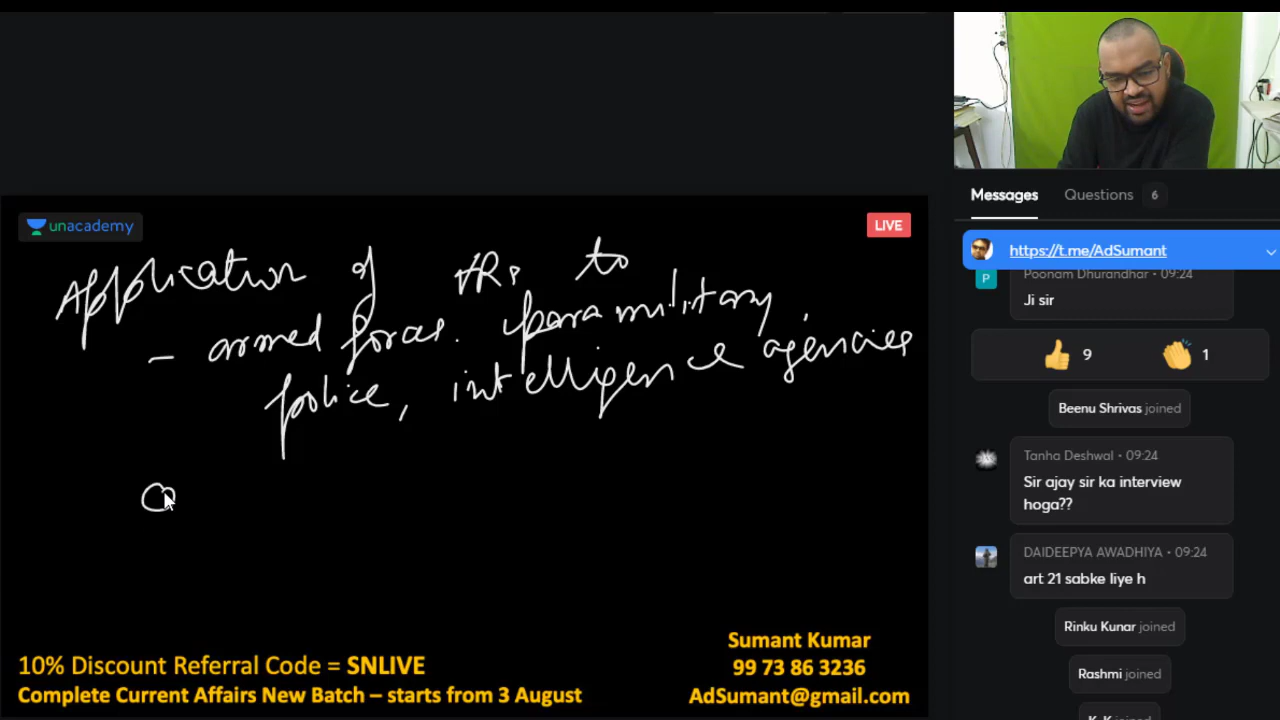 unacademy
LIVE
Application of FRs to
- armed forces. paramilitary,
police, intelligence agencies
10% Discount Referral Code = SNLIVE
Complete Current Affairs New Batch – starts from 3 August
Sumant Kumar
99 73 86 3236
AdSumant@gmail.com
Messages
Questions
6
https://t.me/AdSumant
P
Poonam Dhurandhar • 09:24
Ji sir
9
1
Beenu Shrivas joined
Tanha Deshwal • 09:24
Sir ajay sir ka interview
hoga??
DAIDEEPYA AWADHIYA • 09:24
art 21 sabke liye h
Rinku Kunar joined
Rashmi joined
K K joined